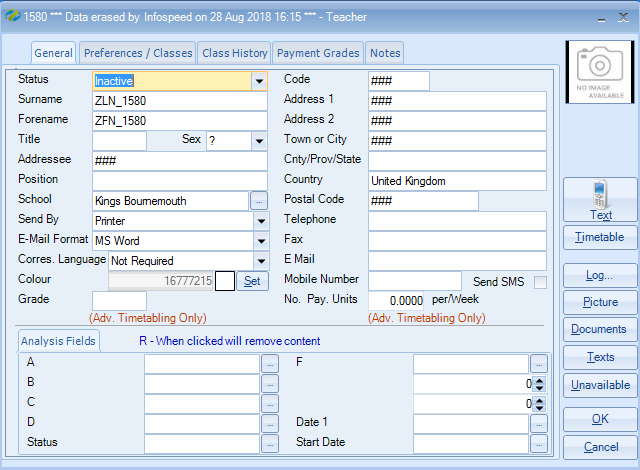 1580 *** Data erased by Infospeed on 28 Aug 2018 16:15 *** - Teacher
General Preferences / Classes Class History Payment Grades Notes
Status Inactive Code ###
Surname ZLN_1580 Address 1 ###
Forename ZFN_1580 Address 2 ###
Title Sex ? Town or City ###
Addressee ### Cnty/Prov/State
Position Country United Kingdom
School Kings Bournemouth ... Postal Code ###
Send By Printer Telephone
E-Mail Format MS Word Fax
Corres. Language Not Required E Mail
Colour 16777215 Set Mobile Number Send SMS
Grade No. Pay. Units 0.0000 per/Week
(Adv. Timetabling Only) (Adv. Timetabling Only)
Analysis Fields R - When clicked will remove content
A ... F ...
B ... 0
C ... 0
D ... Date 1 ...
Status ... Start Date ...
NO IMAGE
AVAILABLE
Text
Timetable
Log...
Picture
Documents
Texts
Unavailable
OK
Cancel